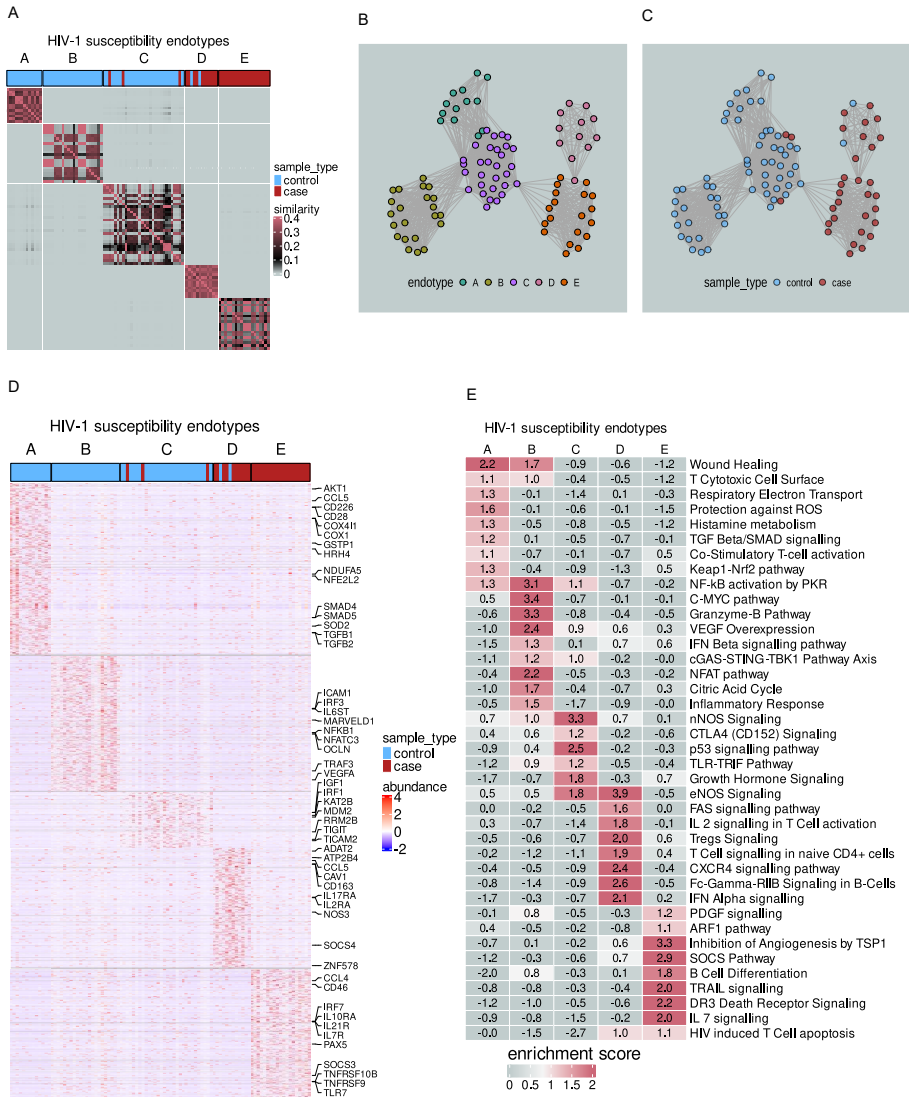 A
HIV-1 susceptibility endotypes
A B C D E
sample_type
control
case
similarity
0.4
0.3
0.2
0.1
0
B
endotype A B C D E
C
sample_type control case
D
HIV-1 susceptibility endotypes
A B C D E
AKT1
CCL5
CD226
CD28
COX4I1
COX1
GSTP1
HRH4
NDUFA5
NFE2L2
SMAD4
SMAD5
SOD2
TGFB1
TGFB2
ICAM1
IRF3
IL6ST
MARVELD1
NFKB1
NFATC3
OCLN
TRAF3
VEGFA
IGF1
IRF1
KAT2B
MDM2
RRM2B
TIGIT
TICAM2
ADAT2
ATP2B4
CCL5
CAV1
CD163
IL17RA
IL2RA
NOS3
SOCS4
ZNF578
CCL4
CD46
IRF7
IL10RA
IL21R
IL7R
PAX5
SOCS3
TNFRSF10B
TNFRSF9
TLR7
sample_type
control
case
abundance
4
2
0
-2
E
HIV-1 susceptibility endotypes
A B C D E
2.2 1.7 -0.9 -0.6 -1.2 Wound Healing
1.1 1.0 -0.4 -0.5 -1.2 T Cytotoxic Cell Surface
1.3 -0.1 -1.4 0.1 -0.3 Respiratory Electron Transport
1.6 -0.1 -0.6 -0.1 -1.5 Protection against ROS
1.3 -0.5 -0.8 -0.5 -1.2 Histamine metabolism
1.2 0.1 -0.5 -0.7 -0.1 TGF Beta/SMAD signalling
1.1 -0.7 -0.1 -0.7 0.5 Co-Stimulatory T-cell activation
1.3 -0.4 -0.9 -1.3 0.5 Keap1-Nrf2 pathway
1.3 3.1 1.1 -0.7 -0.2 NF-kB activation by PKR
0.5 3.4 -0.7 -0.1 -0.1 C-MYC pathway
-0.6 3.3 -0.8 -0.4 -0.5 Granzyme-B Pathway
-1.0 2.4 0.9 0.6 0.3 VEGF Overexpression
-1.5 1.3 0.1 0.7 0.6 IFN Beta signalling pathway
-1.1 1.2 1.0 -0.2 -0.0 cGAS-STING-TBK1 Pathway Axis
-0.4 2.2 -0.5 -0.3 -0.2 NFAT pathway
-1.0 1.7 -0.4 -0.7 0.3 Citric Acid Cycle
-0.5 1.5 -1.7 -0.9 -0.0 Inflammatory Response
0.7 1.0 3.3 0.7 0.1 nNOS Signaling
0.4 0.6 1.2 -0.2 -0.6 CTLA4 (CD152) Signaling
-0.9 0.4 2.5 -0.2 -0.3 p53 signalling pathway
-1.2 0.9 1.2 -0.5 -0.4 TLR-TRIF Pathway
-1.7 -0.7 1.8 -0.3 0.7 Growth Hormone Signaling
0.5 0.5 1.8 3.9 -0.5 eNOS Signaling
0.0 -0.2 -0.5 1.6 -0.0 FAS signalling pathway
0.3 -0.7 -1.4 1.8 -0.1 IL 2 signalling in T Cell activation
-0.5 -0.6 -0.7 2.0 0.6 Tregs Signaling
-0.2 -1.2 -1.1 1.9 0.4 T Cell signalling in naive CD4+ cells
-0.4 -0.5 -0.9 2.4 -0.4 CXCR4 signalling pathway
-0.8 -1.4 -0.9 2.6 -0.5 Fc-Gamma-RIIB Signaling in B-Cells
-1.7 -0.3 -0.7 2.1 0.2 IFN Alpha signalling
-0.1 0.8 -0.5 -0.3 1.2 PDGF signalling
0.4 -0.5 -0.2 -0.8 1.1 ARF1 pathway
-0.7 0.1 -0.2 0.6 3.3 Inhibition of Angiogenesis by TSP1
-1.2 -0.3 -0.6 0.7 2.9 SOCS Pathway
-2.0 0.8 -0.3 0.1 1.8 B Cell Differentiation
-0.8 -0.8 -0.3 -0.4 2.0 TRAIL signalling
-1.2 -1.0 -0.5 -0.6 2.2 DR3 Death Receptor Signaling
-0.9 -0.8 -1.5 -0.2 2.0 IL 7 signalling
-0.0 -1.5 -2.7 1.0 1.1 HIV induced T Cell apoptosis
enrichment score
0 0.5 1 1.5 2